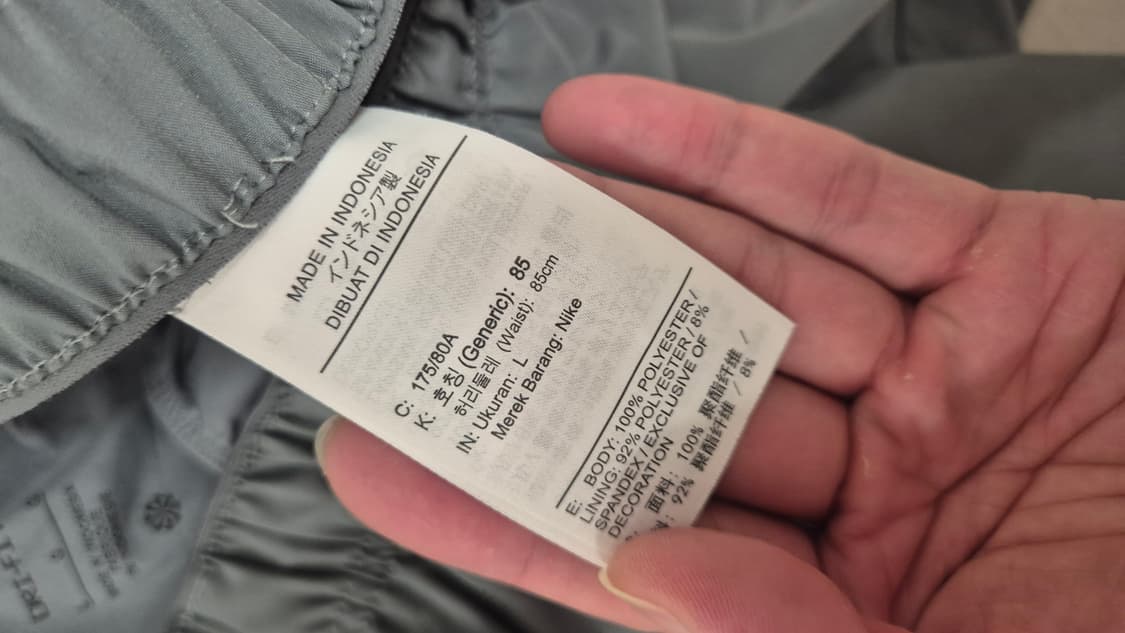 MADE IN INDONESIA
インドネシア製
DIBUAT DI INDONESIA
C: 175/80A
K: 호칭 (Generic): 85
허리둘레 (Waist): 85cm
IN: Ukuran: L
Merek Barang: Nike
E: BODY: 100% POLYESTER /
LINING: 92% POLYESTER / 8%
SPANDEX / EXCLUSIVE OF
DECORATION
面料: 100% 聚酯纤维 /
92% 聚酯纤维 / 8%
DRI-FI